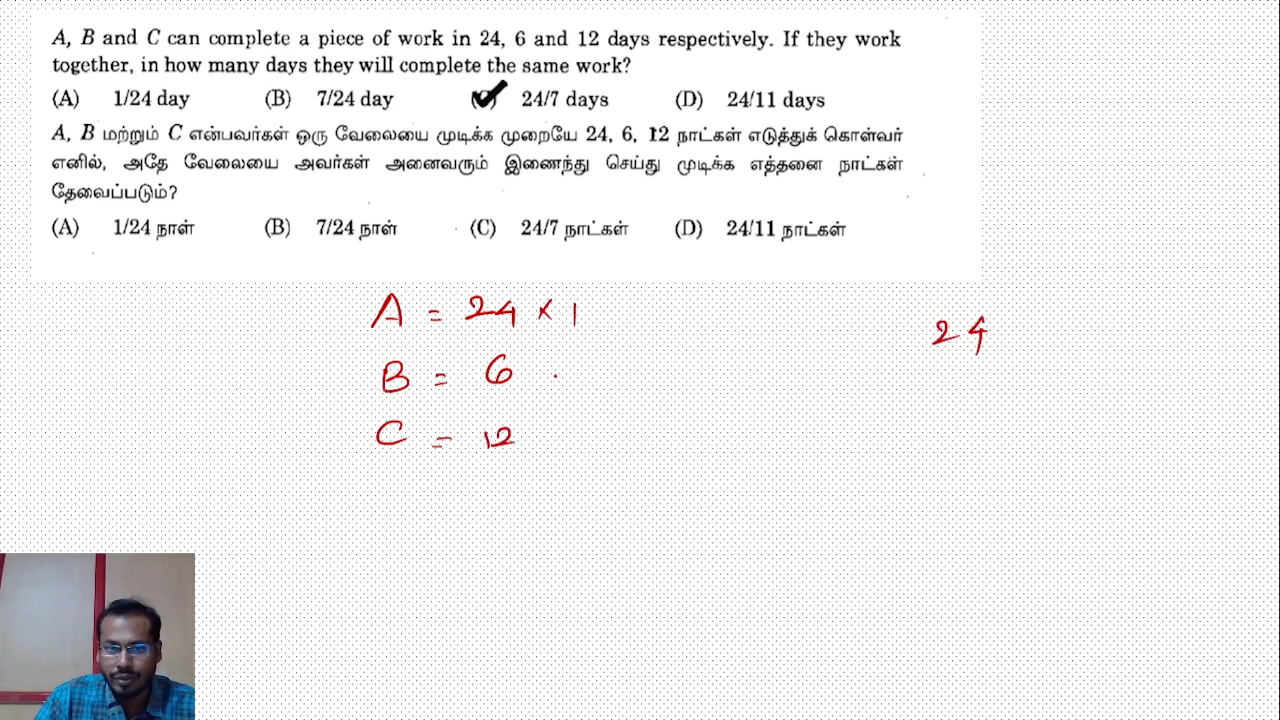 A, B and C can complete a piece of work in 24, 6 and 12 days respectively. If they work
together, in how many days they will complete the same work?
(A) 1/24 day (B) 7/24 day 24/7 days (D) 24/11 days
A, B மற்றும் C என்பவர்கள் ஒரு வேலையை முடிக்க முறையே 24, 6, 12 நாட்கள் எடுத்துக் கொள்வர்
எனில், அதே வேலையை அவர்கள் அனைவரும் இணைந்து செய்து முடிக்க எத்தனை நாட்கள்
தேவைப்படும்?
(A) 1/24 நாள் (B) 7/24 நாள் (C) 24/7 நாட்கள் (D) 24/11 நாட்கள்
A = 24 × 1
24
B = 6
C = 12